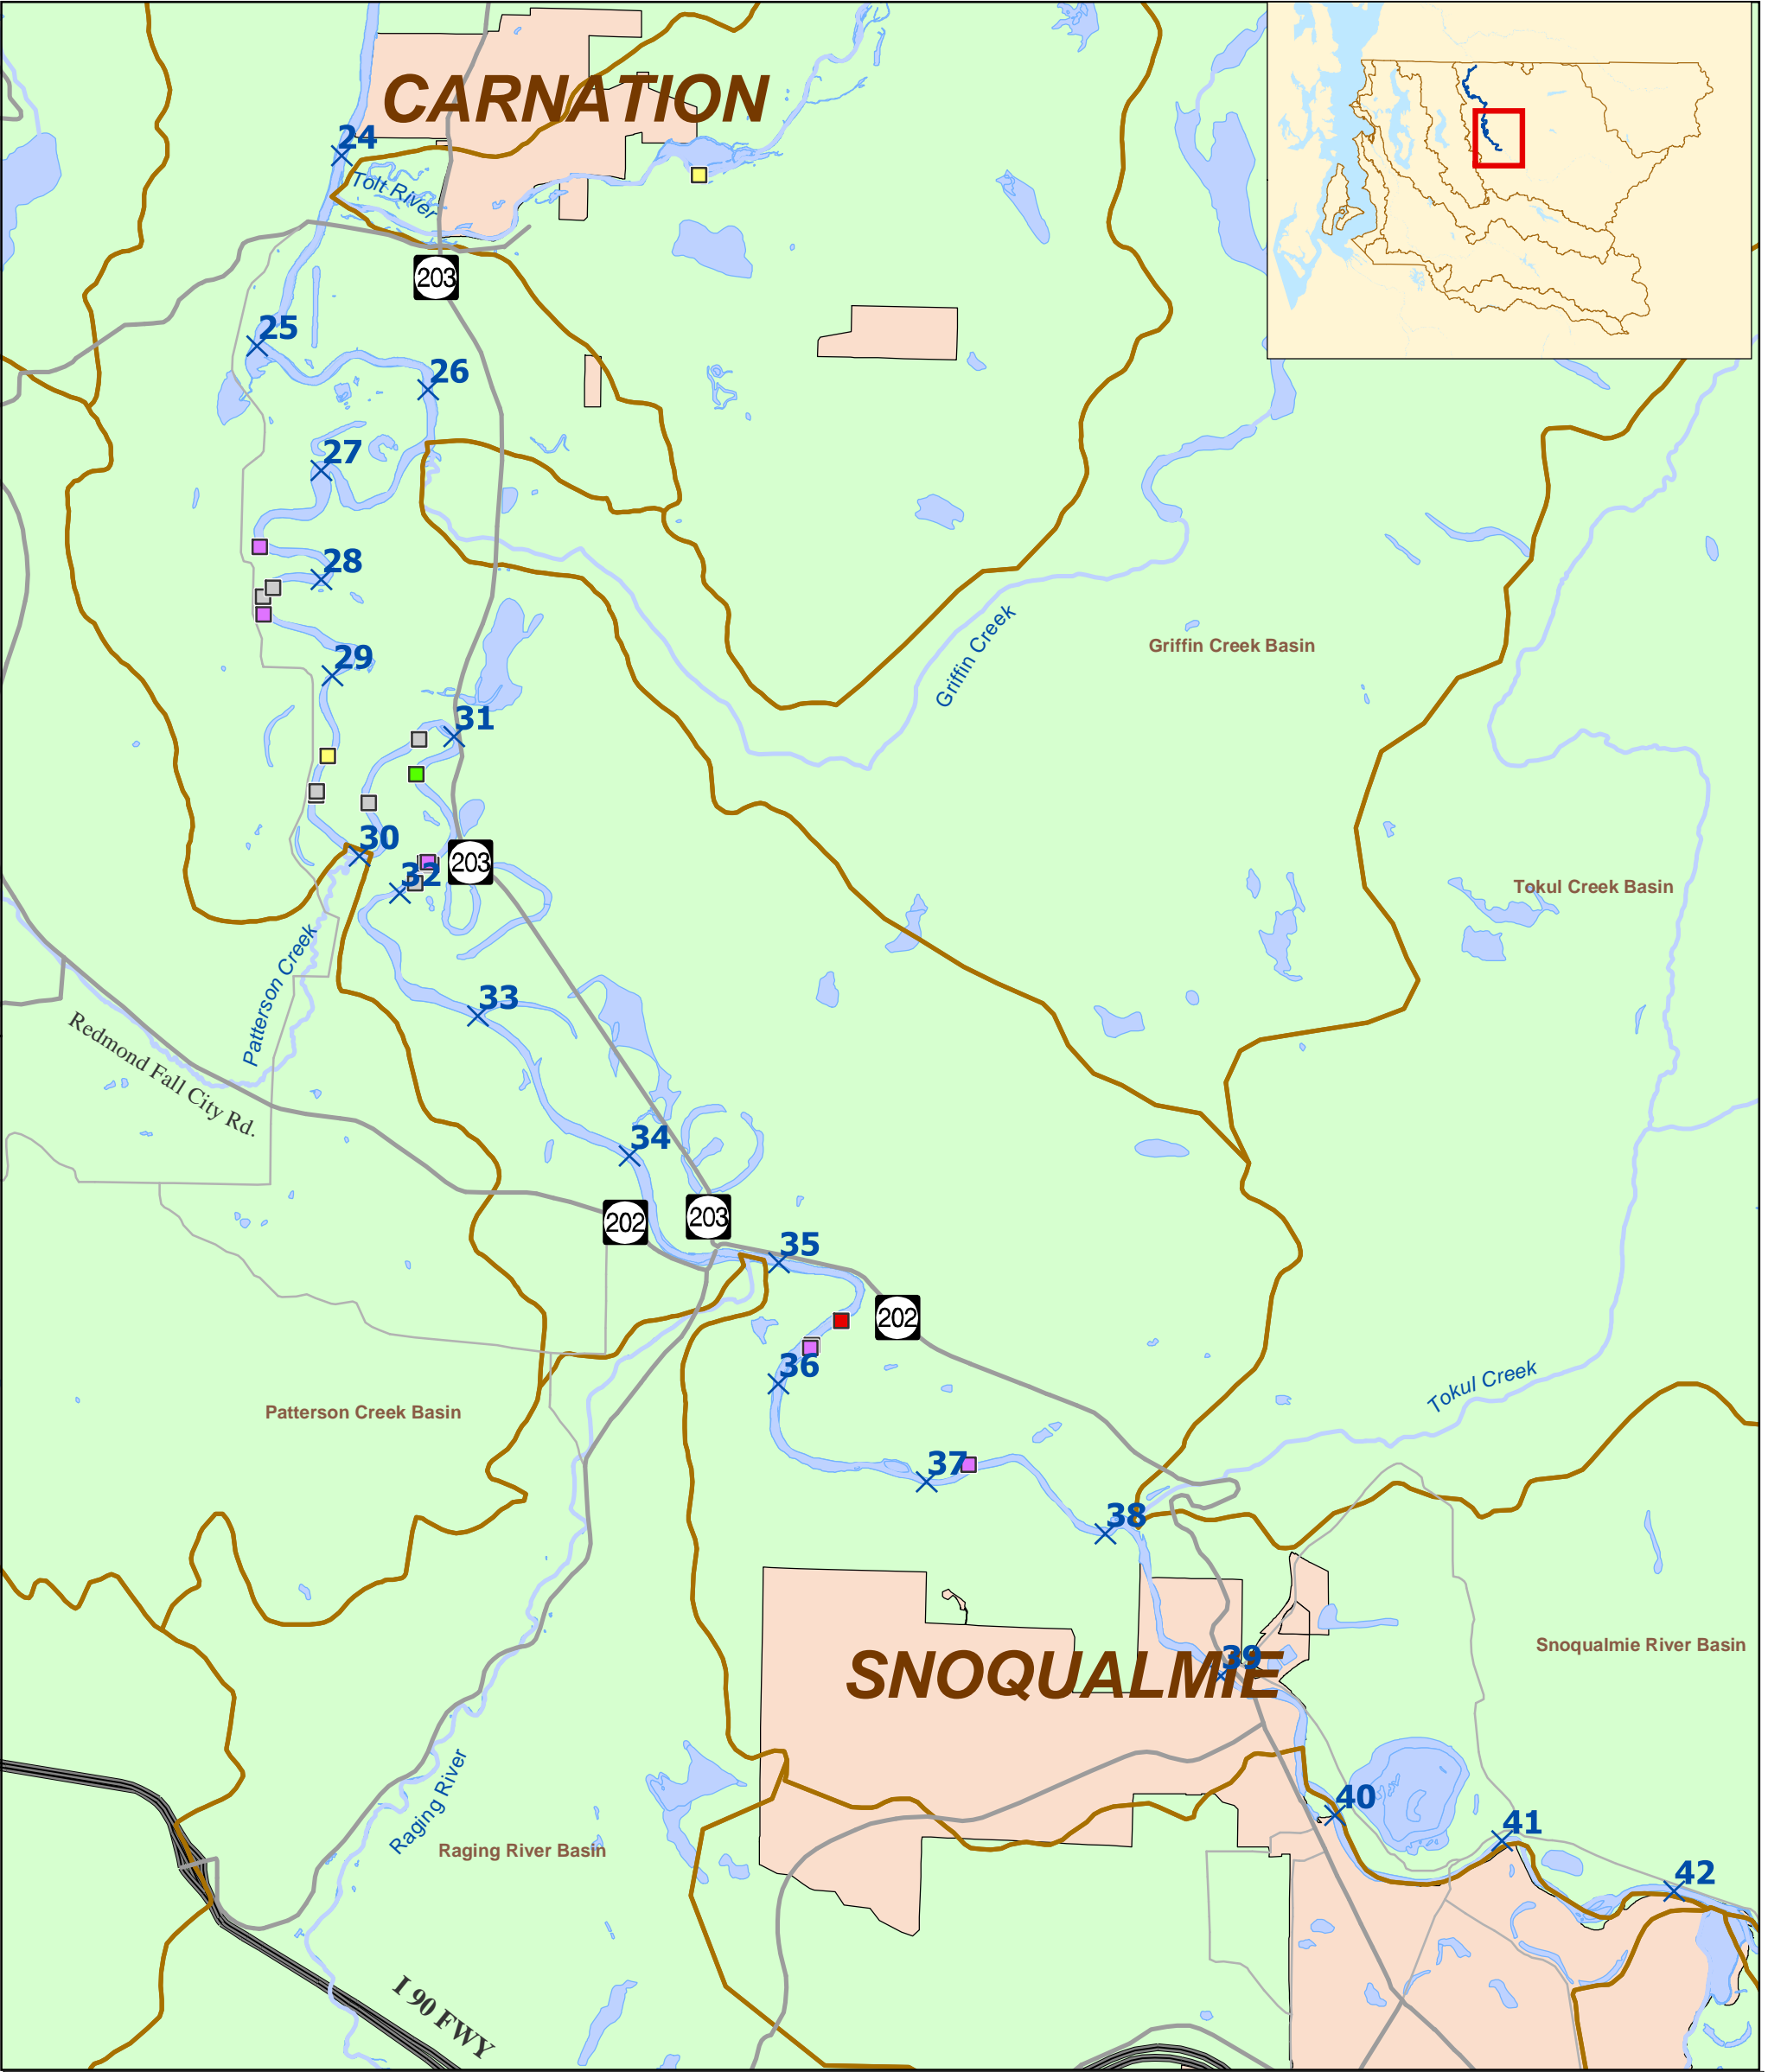 CARNATION
24
Tolt River
203
25
26
27
28
Griffin Creek
Griffin Creek Basin
29
31
30
203
32
Tokul Creek Basin
Patterson Creek
33
Redmond Fall City Rd.
34
202
203
35
202
36
Tokul Creek
Patterson Creek Basin
37
38
Snoqualmie River Basin
39
SNOQUALMIE
40
Raging River
41
Raging River Basin
42
I 90 FWY